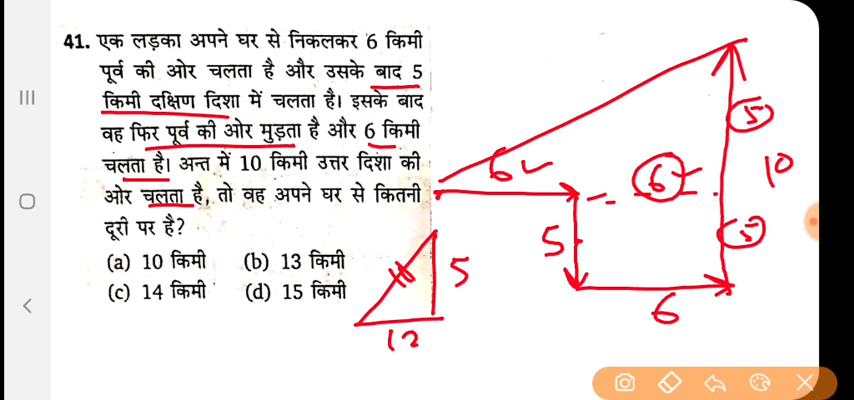 41. एक लड़का अपने घर से निकलकर 6 किमी
पूर्व की ओर चलता है और उसके बाद 5
किमी दक्षिण दिशा में चलता है। इसके बाद
वह फिर पूर्व की ओर मुड़ता है और 6 किमी
चलता है। अन्त में 10 किमी उत्तर दिशा की
ओर चलता है, तो वह अपने घर से कितनी
दूरी पर है?
(a) 10 किमी (b) 13 किमी
(c) 14 किमी (d) 15 किमी
5
6
6
10
5
5
5
6
12